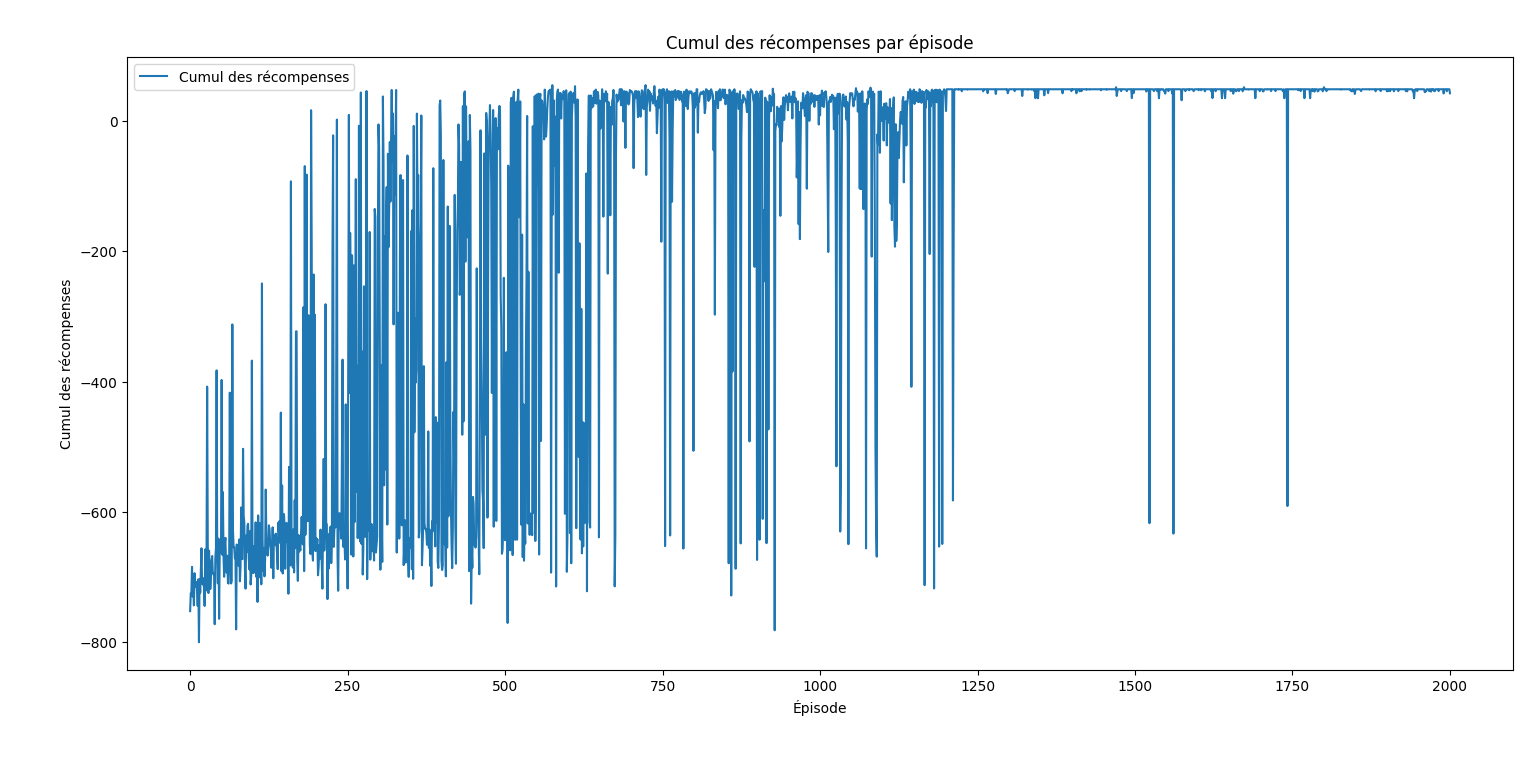 Cumul des récompenses par épisode
Cumul des récompenses
Cumul des récompenses
0
−200
−400
−600
−800
0 250 500 750 1000 1250 1500 1750 2000
Épisode